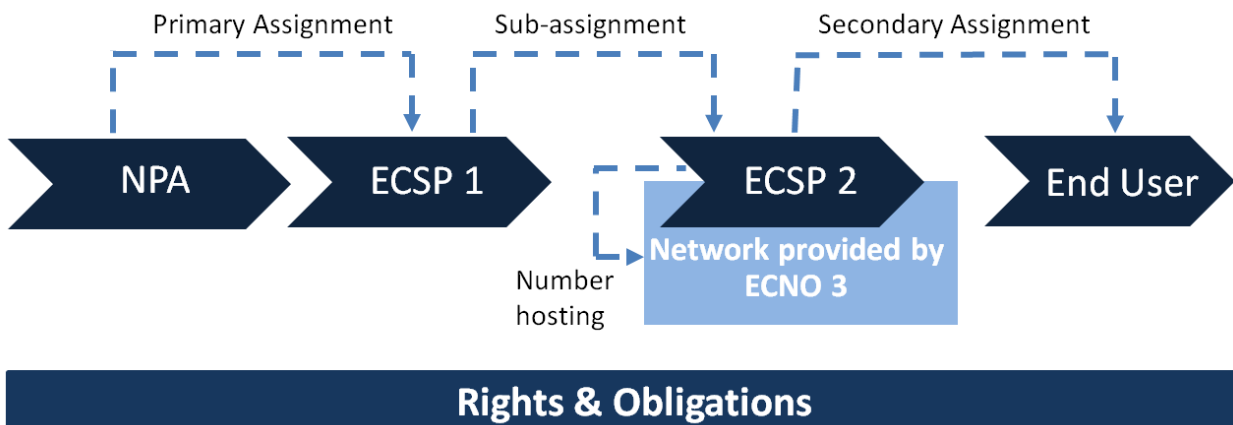 Primary Assignment
Sub-assignment
Secondary Assignment
NPA
ECSP 1
ECSP 2
End User
Network provided by
ECNO 3
Number
hosting
Rights & Obligations